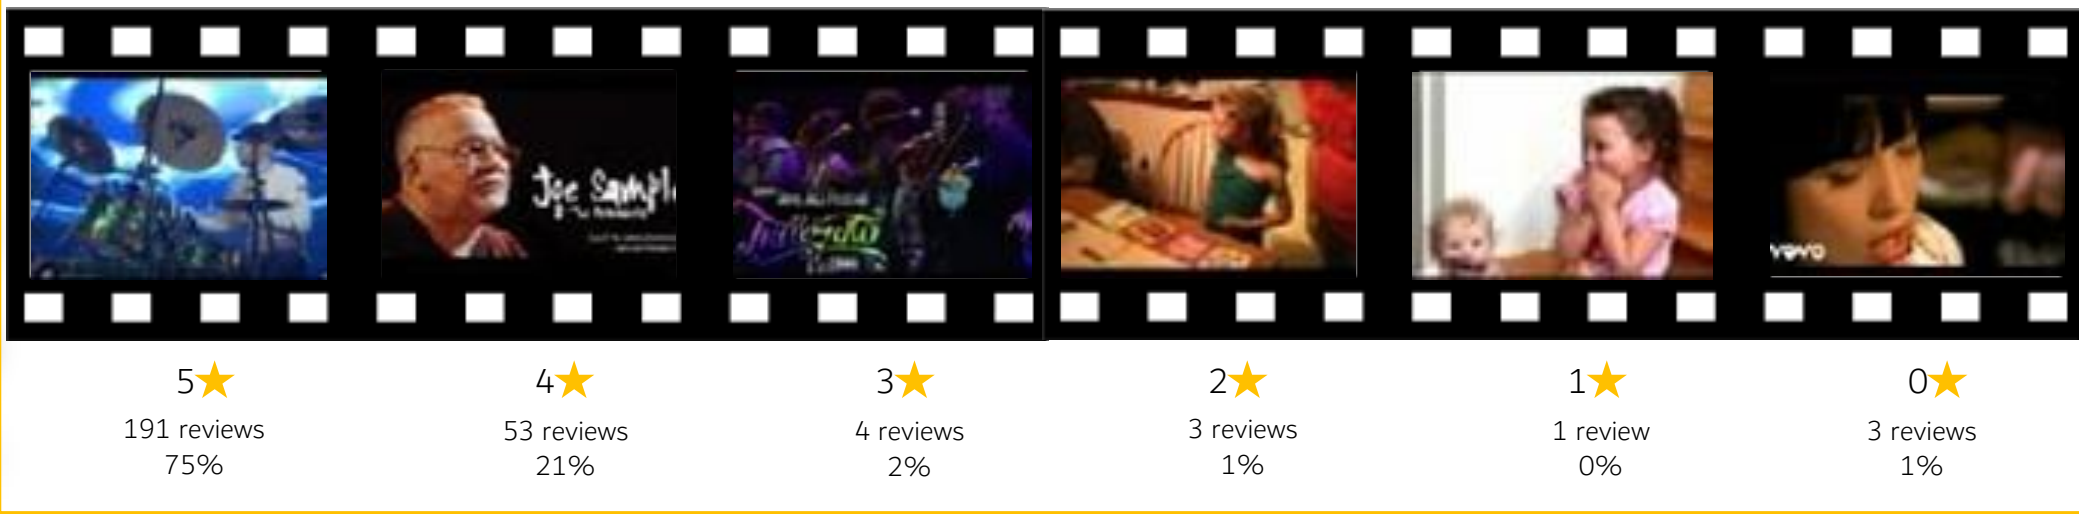 Joe Sample
vevo
5★
191 reviews
75%
4★
53 reviews
21%
3★
4 reviews
2%
2★
3 reviews
1%
1★
1 review
0%
0★
3 reviews
1%